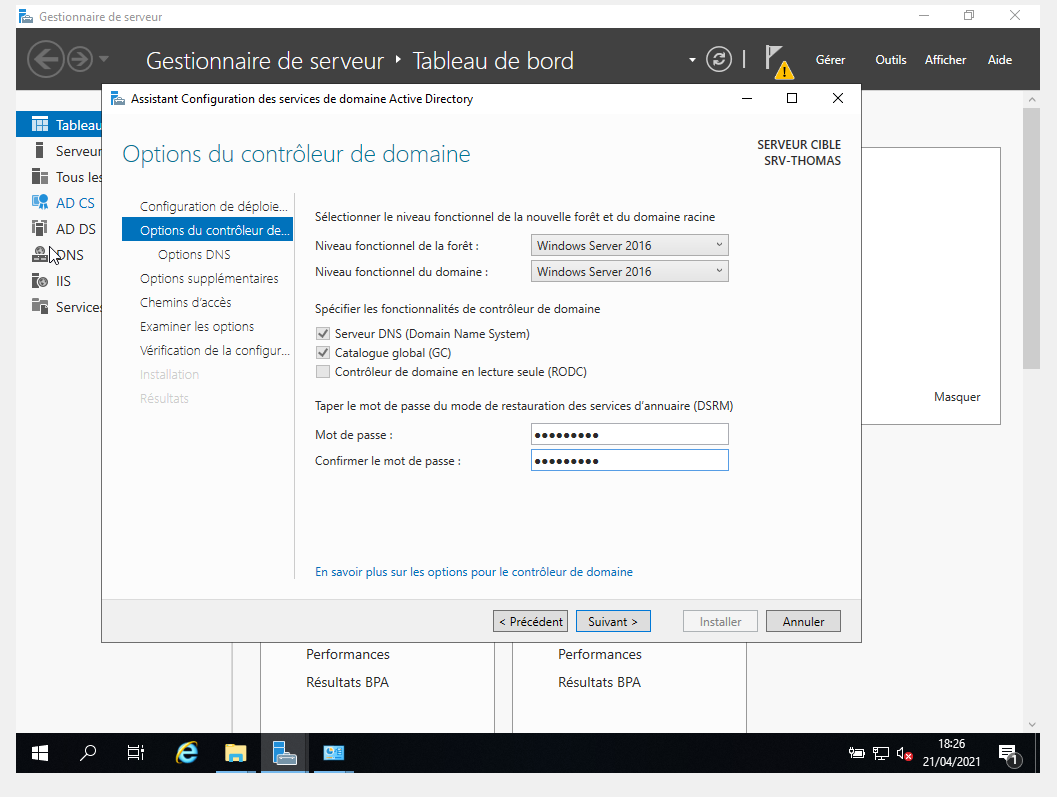 Gestionnaire de serveur
Gestionnaire de serveur ‣ Tableau de bord
Gérer Outils Afficher Aide
Assistant Configuration des services de domaine Active Directory
Tableau
Serveur
Tous les
AD CS
AD DS
DNS
IIS
Services
Options du contrôleur de domaine
SERVEUR CIBLE
SRV-THOMAS
Configuration de déploie...
Options du contrôleur de...
Options DNS
Options supplémentaires
Chemins d'accès
Examiner les options
Vérification de la configur...
Installation
Résultats
Sélectionner le niveau fonctionnel de la nouvelle forêt et du domaine racine
Niveau fonctionnel de la forêt : Windows Server 2016
Niveau fonctionnel du domaine : Windows Server 2016
Spécifier les fonctionnalités de contrôleur de domaine
Serveur DNS (Domain Name System)
Catalogue global (GC)
Contrôleur de domaine en lecture seule (RODC)
Taper le mot de passe du mode de restauration des services d'annuaire (DSRM)
Mot de passe : •••••••••
Confirmer le mot de passe : •••••••••
En savoir plus sur les options pour le contrôleur de domaine
< Précédent Suivant > Installer Annuler
Masquer
Performances Performances
Résultats BPA Résultats BPA
18:26
21/04/2021
1